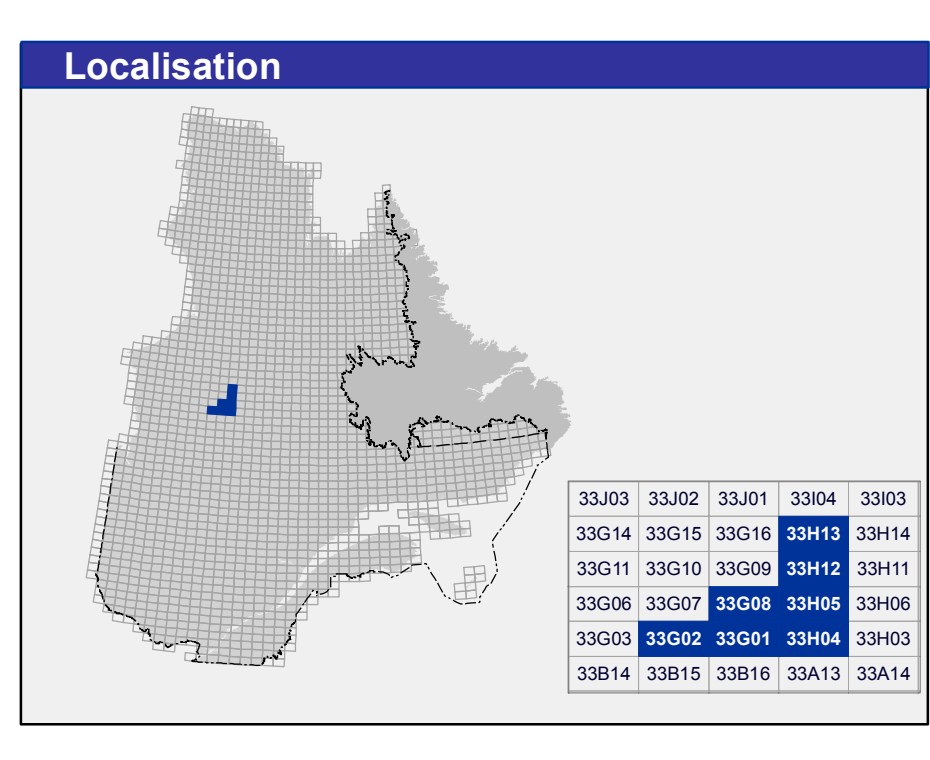 Localisation
33J03 33J02 33J01 33I04 33I03
33G14 33G15 33G16 33H13 33H14
33G11 33G10 33G09 33H12 33H11
33G06 33G07 33G08 33H05 33H06
33G03 33G02 33G01 33H04 33H03
33B14 33B15 33B16 33A13 33A14